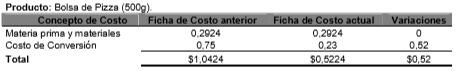 Producto: Bolsa de Pizza (500g).
Concepto de Costo Ficha de Costo anterior Ficha de Costo actual Variaciones
Materia prima y materiales 0,2924 0,2924 0
Costo de Conversión 0,75 0,23 0,52
Total $1,0424 $0,5224 $0,52